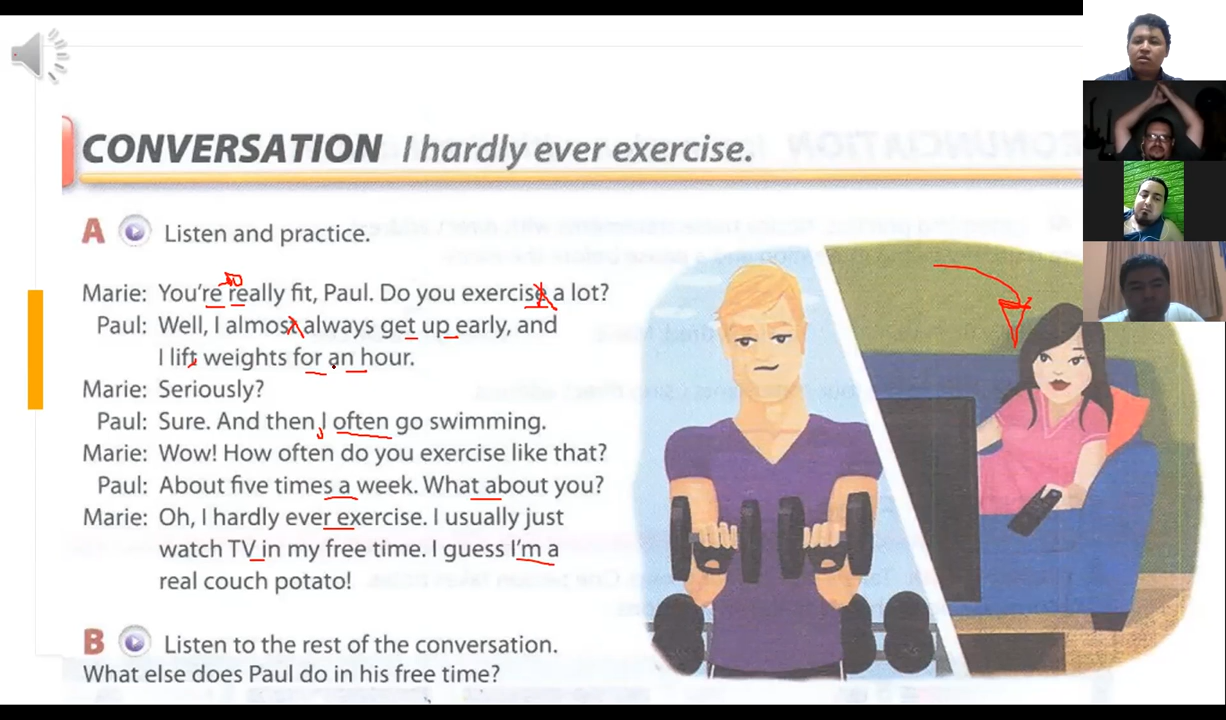 CONVERSATION I hardly ever exercise.
A Listen and practice.
Marie: You're really fit, Paul. Do you exercise a lot?
Paul: Well, I almost always get up early, and
I lift weights for an hour.
Marie: Seriously?
Paul: Sure. And then I often go swimming.
Marie: Wow! How often do you exercise like that?
Paul: About five times a week. What about you?
Marie: Oh, I hardly ever exercise. I usually just
watch TV in my free time. I guess I'm a
real couch potato!
B Listen to the rest of the conversation.
What else does Paul do in his free time?